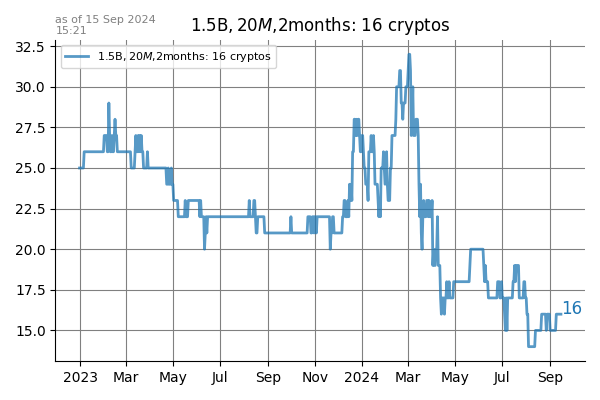 as of 15 Sep 2024
15:21
1.5B, 20M,2months: 16 cryptos
1.5B, 20M,2months: 16 cryptos
32.5
30.0
27.5
25.0
22.5
20.0
17.5
15.0
16
2023 Mar May Jul Sep Nov 2024 Mar May Jul Sep